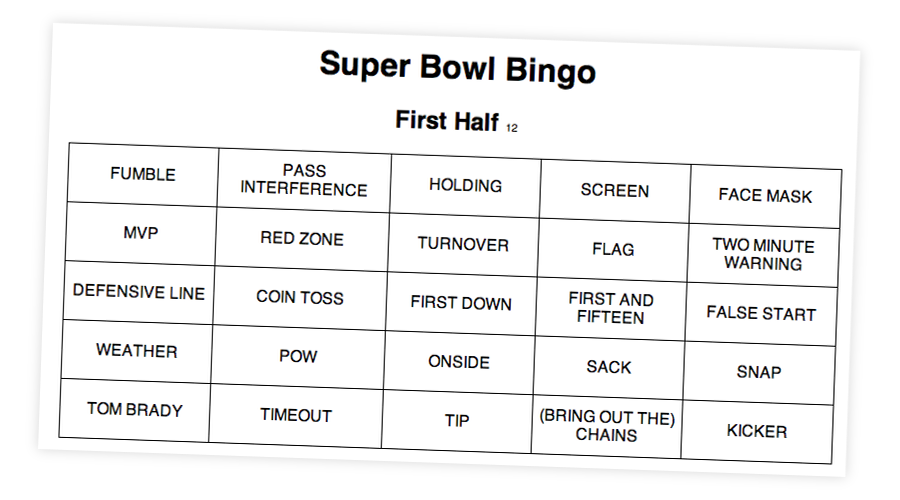 Super Bowl Bingo
First Half 12
FUMBLE
PASS
INTERFERENCE
HOLDING
SCREEN
FACE MASK
MVP
RED ZONE
TURNOVER
FLAG
TWO MINUTE
WARNING
DEFENSIVE LINE
COIN TOSS
FIRST DOWN
FIRST AND
FIFTEEN
FALSE START
WEATHER
POW
ONSIDE
SACK
SNAP
TOM BRADY
TIMEOUT
TIP
(BRING OUT THE)
CHAINS
KICKER